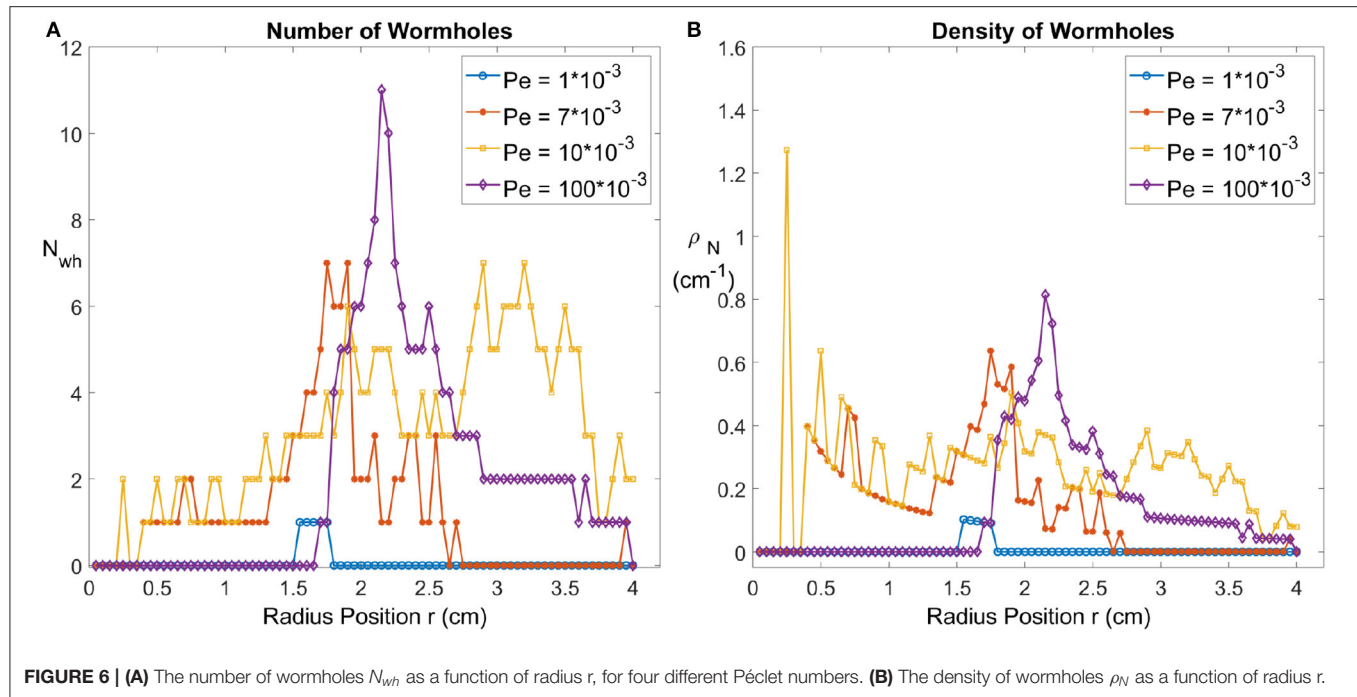 A
Number of Wormholes
12
10
8
6
4
2
0
N_wh
Pe = 1*10^-3
Pe = 7*10^-3
Pe = 10*10^-3
Pe = 100*10^-3
0 0.5 1 1.5 2 2.5 3 3.5 4
Radius Position r (cm)
B
Density of Wormholes
1.6
1.4
1.2
1
0.8
0.6
0.4
0.2
0
ρ_N
(cm^-1)
Pe = 1*10^-3
Pe = 7*10^-3
Pe = 10*10^-3
Pe = 100*10^-3
0 0.5 1 1.5 2 2.5 3 3.5 4
Radius Position r (cm)
FIGURE 6 | (A) The number of wormholes N_wh as a function of radius r, for four different Péclet numbers. (B) The density of wormholes ρ_N as a function of radius r.